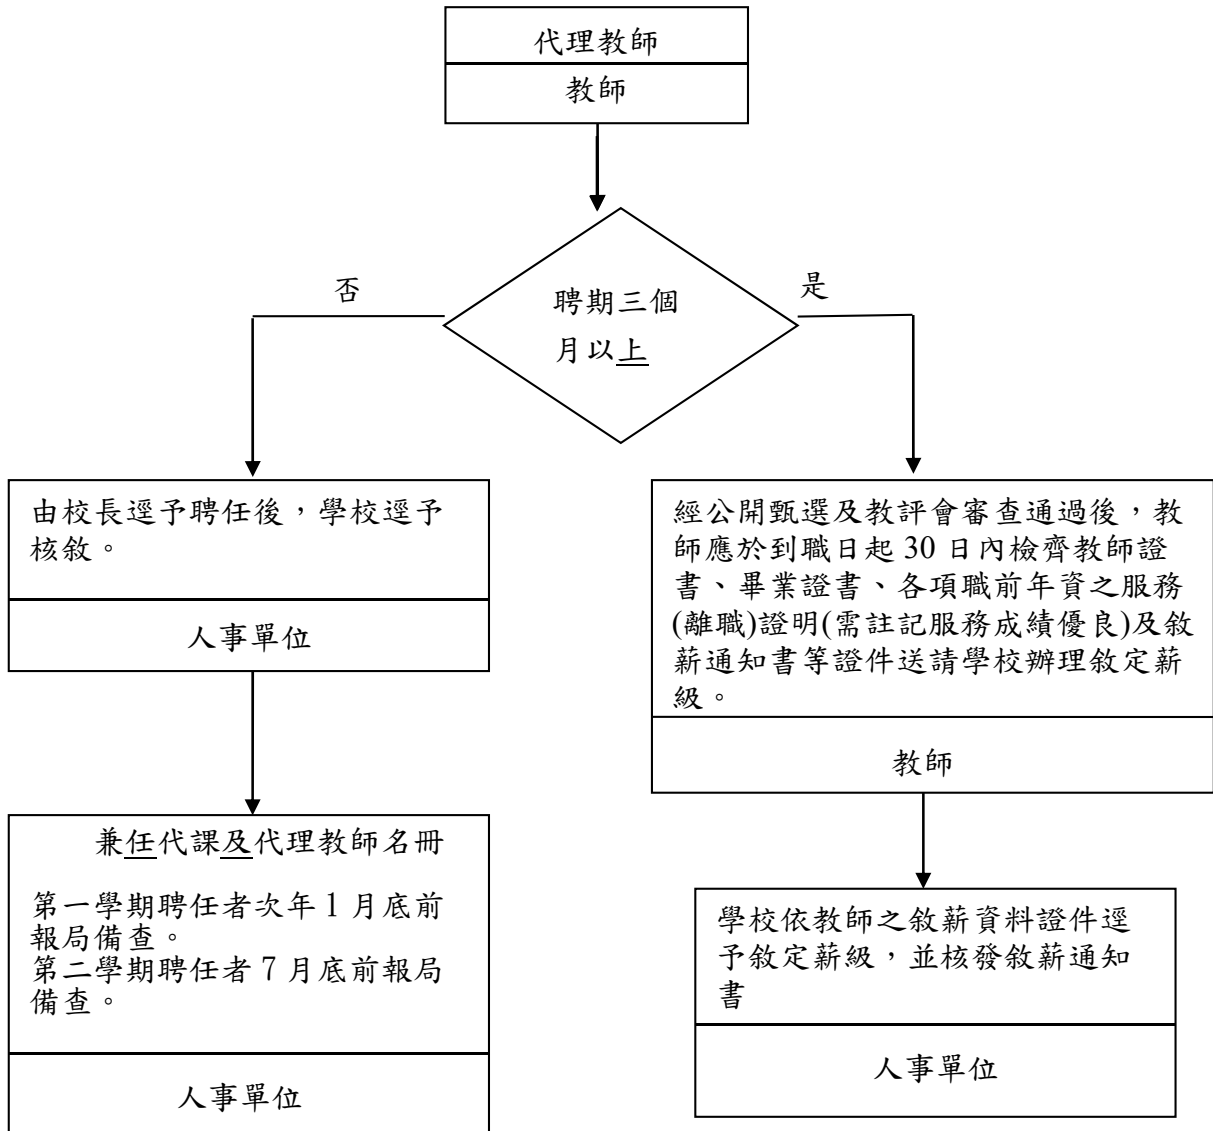 代理教師
教師
聘期三個
月以上
否
是
由校長逕予聘任後，學校逕予
核敘。
人事單位
兼任代課及代理教師名冊
第一學期聘任者次年 1 月底前
報局備查。
第二學期聘任者 7 月底前報局
備查。
人事單位
經公開甄選及教評會審查通過後，教
師應於到職日起 30 日內檢齊教師證
書、畢業證書、各項職前年資之服務
(離職)證明(需註記服務成績優良)及敘
薪通知書等證件送請學校辦理敘定薪
級。
教師
學校依教師之敘薪資料證件逕
予敘定薪級，並核發敘薪通知
書
人事單位